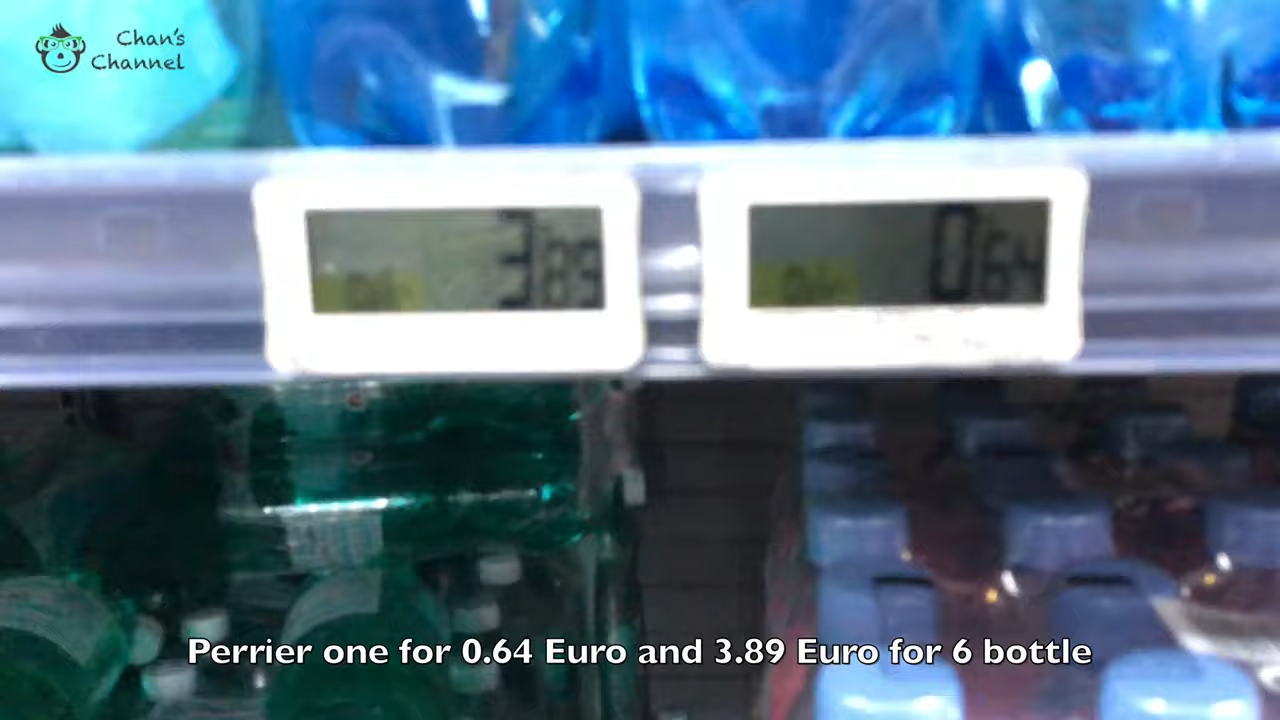 Chan's
Channel
3.89
0.64
Perrier one for 0.64 Euro and 3.89 Euro for 6 bottle